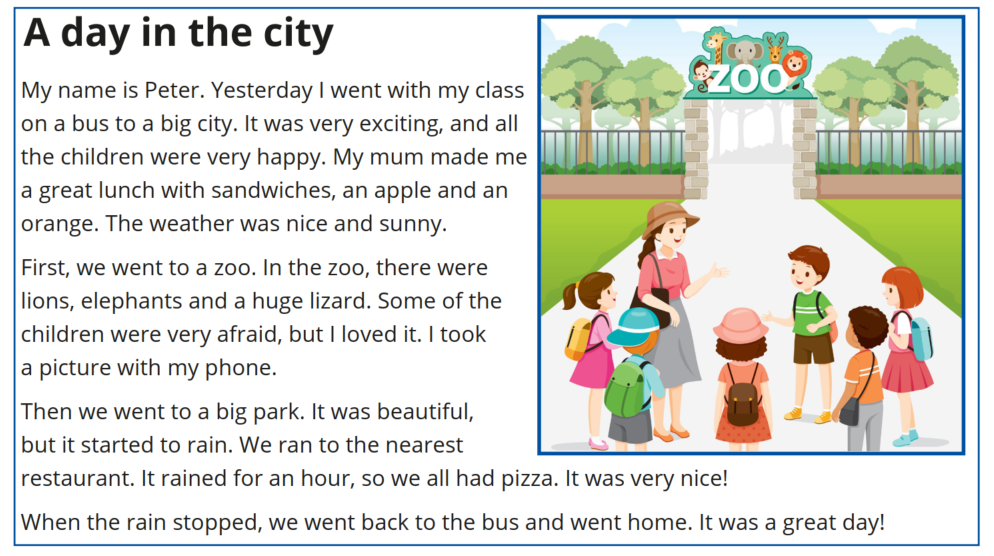 A day in the city
ZOO
My name is Peter. Yesterday I went with my class
on a bus to a big city. It was very exciting, and all
the children were very happy. My mum made me
a great lunch with sandwiches, an apple and an
orange. The weather was nice and sunny.
First, we went to a zoo. In the zoo, there were
lions, elephants and a huge lizard. Some of the
children were very afraid, but I loved it. I took
a picture with my phone.
Then we went to a big park. It was beautiful,
but it started to rain. We ran to the nearest
restaurant. It rained for an hour, so we all had pizza. It was very nice!
When the rain stopped, we went back to the bus and went home. It was a great day!